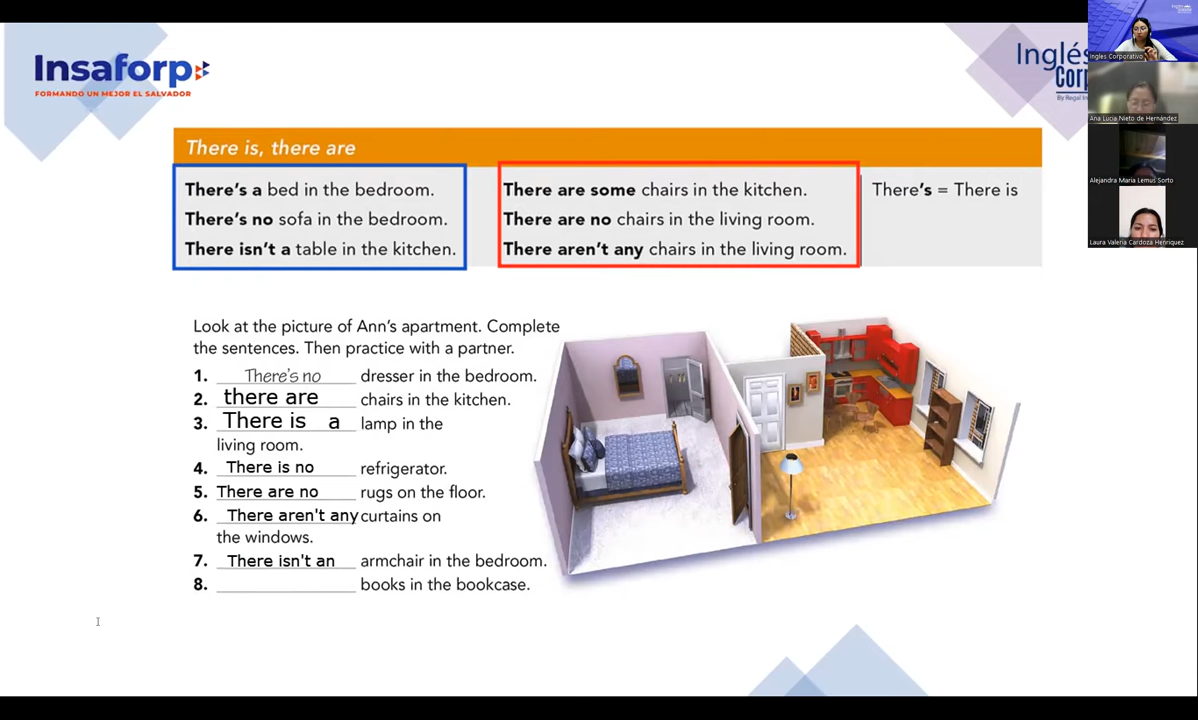 Insaforp
FORMANDO UN MEJOR EL SALVADOR
Inglés
Corp
By Regal In
There is, there are
There's a bed in the bedroom.
There's no sofa in the bedroom.
There isn't a table in the kitchen.
There are some chairs in the kitchen.
There are no chairs in the living room.
There aren't any chairs in the living room.
There's = There is
Look at the picture of Ann's apartment. Complete
the sentences. Then practice with a partner.
1. There's no dresser in the bedroom.
2. there are chairs in the kitchen.
3. There is a lamp in the
living room.
4. There is no refrigerator.
5. There are no rugs on the floor.
6. There aren't any curtains on
the windows.
7. There isn't an armchair in the bedroom.
8. books in the bookcase.
Ingles Corporativo
Ana Lucia Nieto de Hernández
Alejandra Maria Lemus Sorto
Laura Valeria Cardoza Henriquez